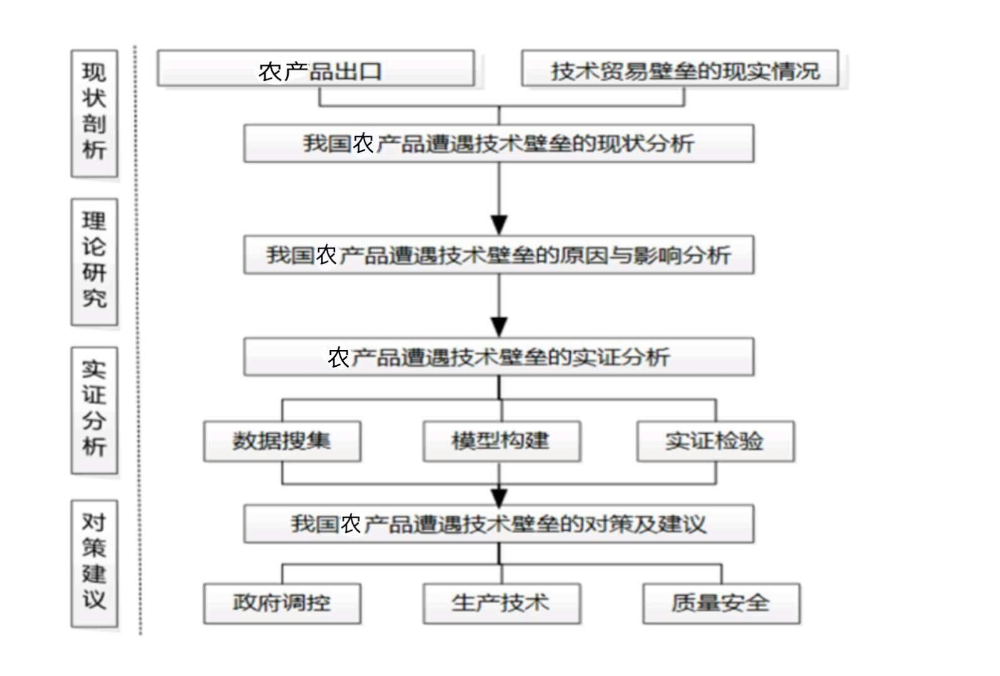 现状剖析
农产品出口
技术贸易壁垒的现实情况
我国农产品遭遇技术壁垒的现状分析
理论研究
我国农产品遭遇技术壁垒的原因与影响分析
实证分析
农产品遭遇技术壁垒的实证分析
数据搜集
模型构建
实证检验
对策建议
我国农产品遭遇技术壁垒的对策及建议
政府调控
生产技术
质量安全